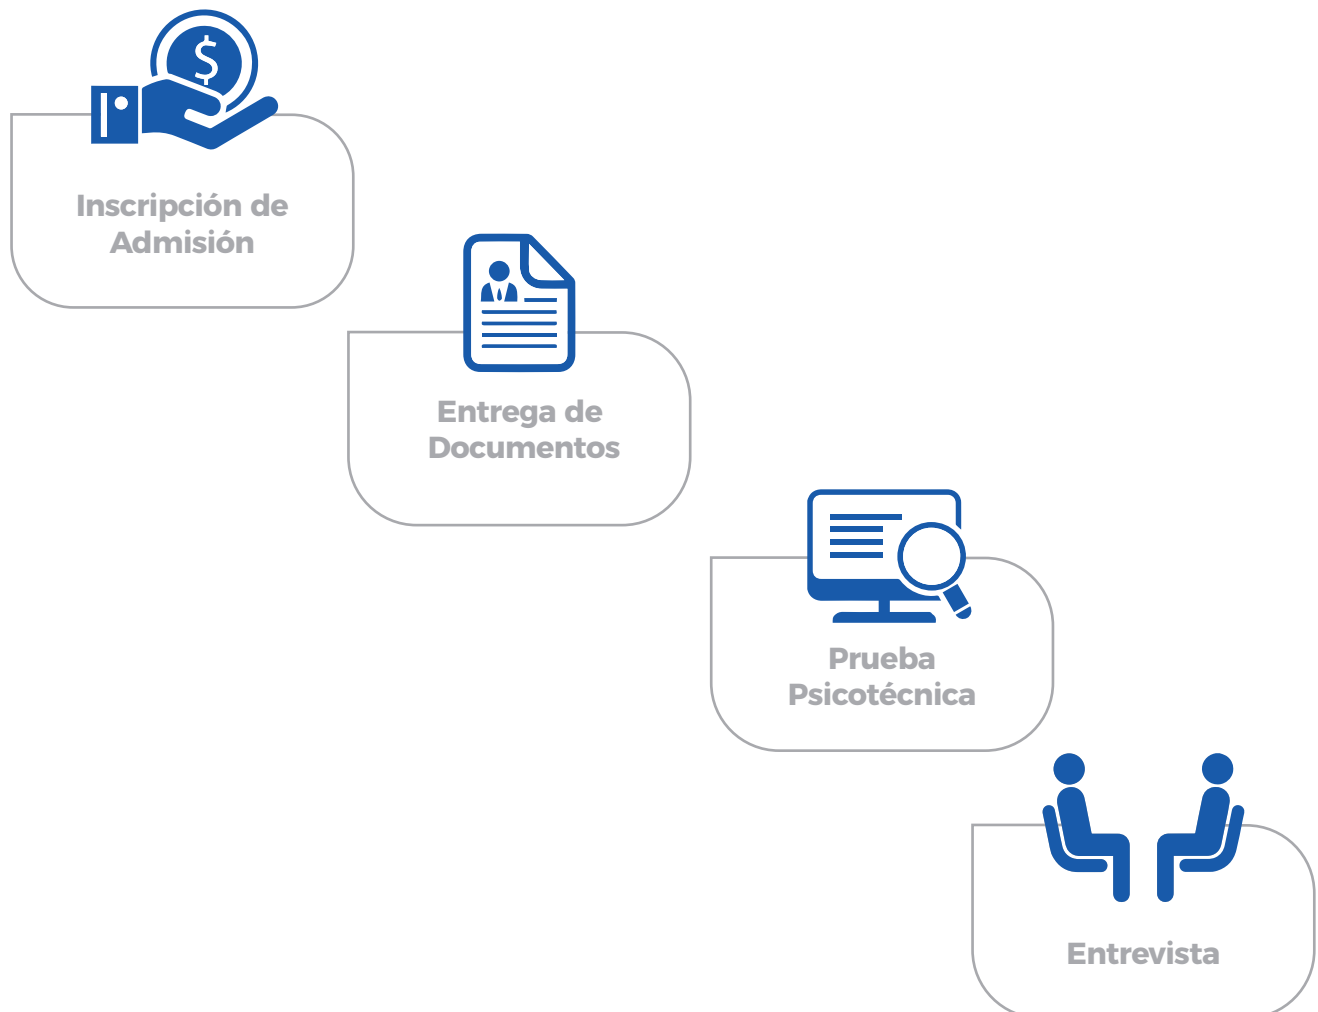 $
Inscripción de
Admisión
Entrega de
Documentos
Prueba
Psicotécnica
Entrevista